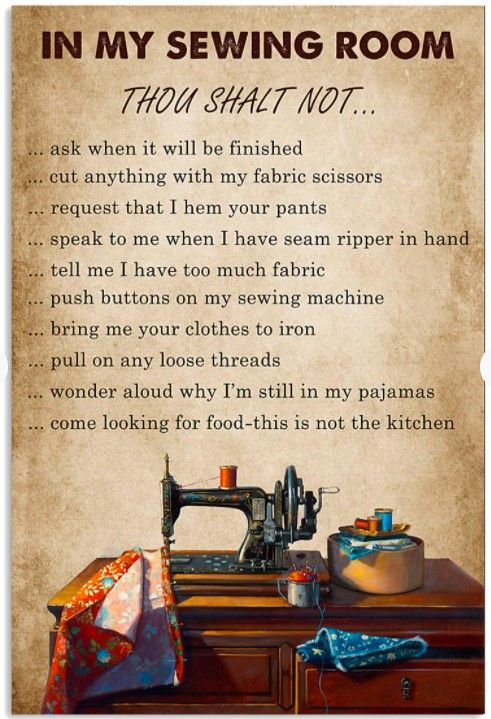 IN MY SEWING ROOM
THOU SHALT NOT...
... ask when it will be finished
... cut anything with my fabric scissors
... request that I hem your pants
... speak to me when I have seam ripper in hand
... tell me I have too much fabric
... push buttons on my sewing machine
... bring me your clothes to iron
... pull on any loose threads
... wonder aloud why I'm still in my pajamas
... come looking for food-this is not the kitchen